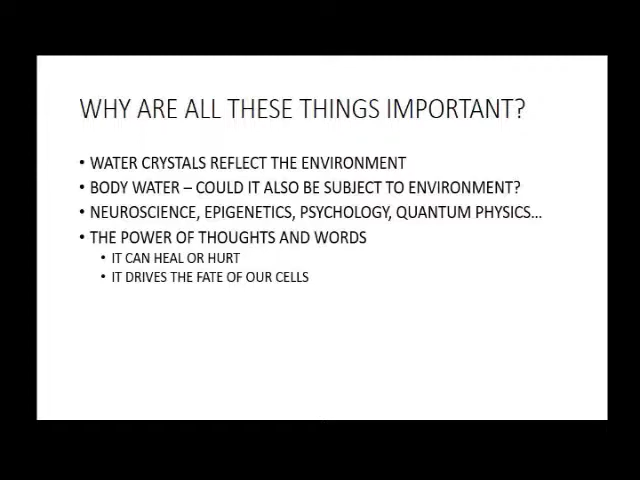 WHY ARE ALL THESE THINGS IMPORTANT?
• WATER CRYSTALS REFLECT THE ENVIRONMENT
• BODY WATER – COULD IT ALSO BE SUBJECT TO ENVIRONMENT?
• NEUROSCIENCE, EPIGENETICS, PSYCHOLOGY, QUANTUM PHYSICS...
• THE POWER OF THOUGHTS AND WORDS
• IT CAN HEAL OR HURT
• IT DRIVES THE FATE OF OUR CELLS